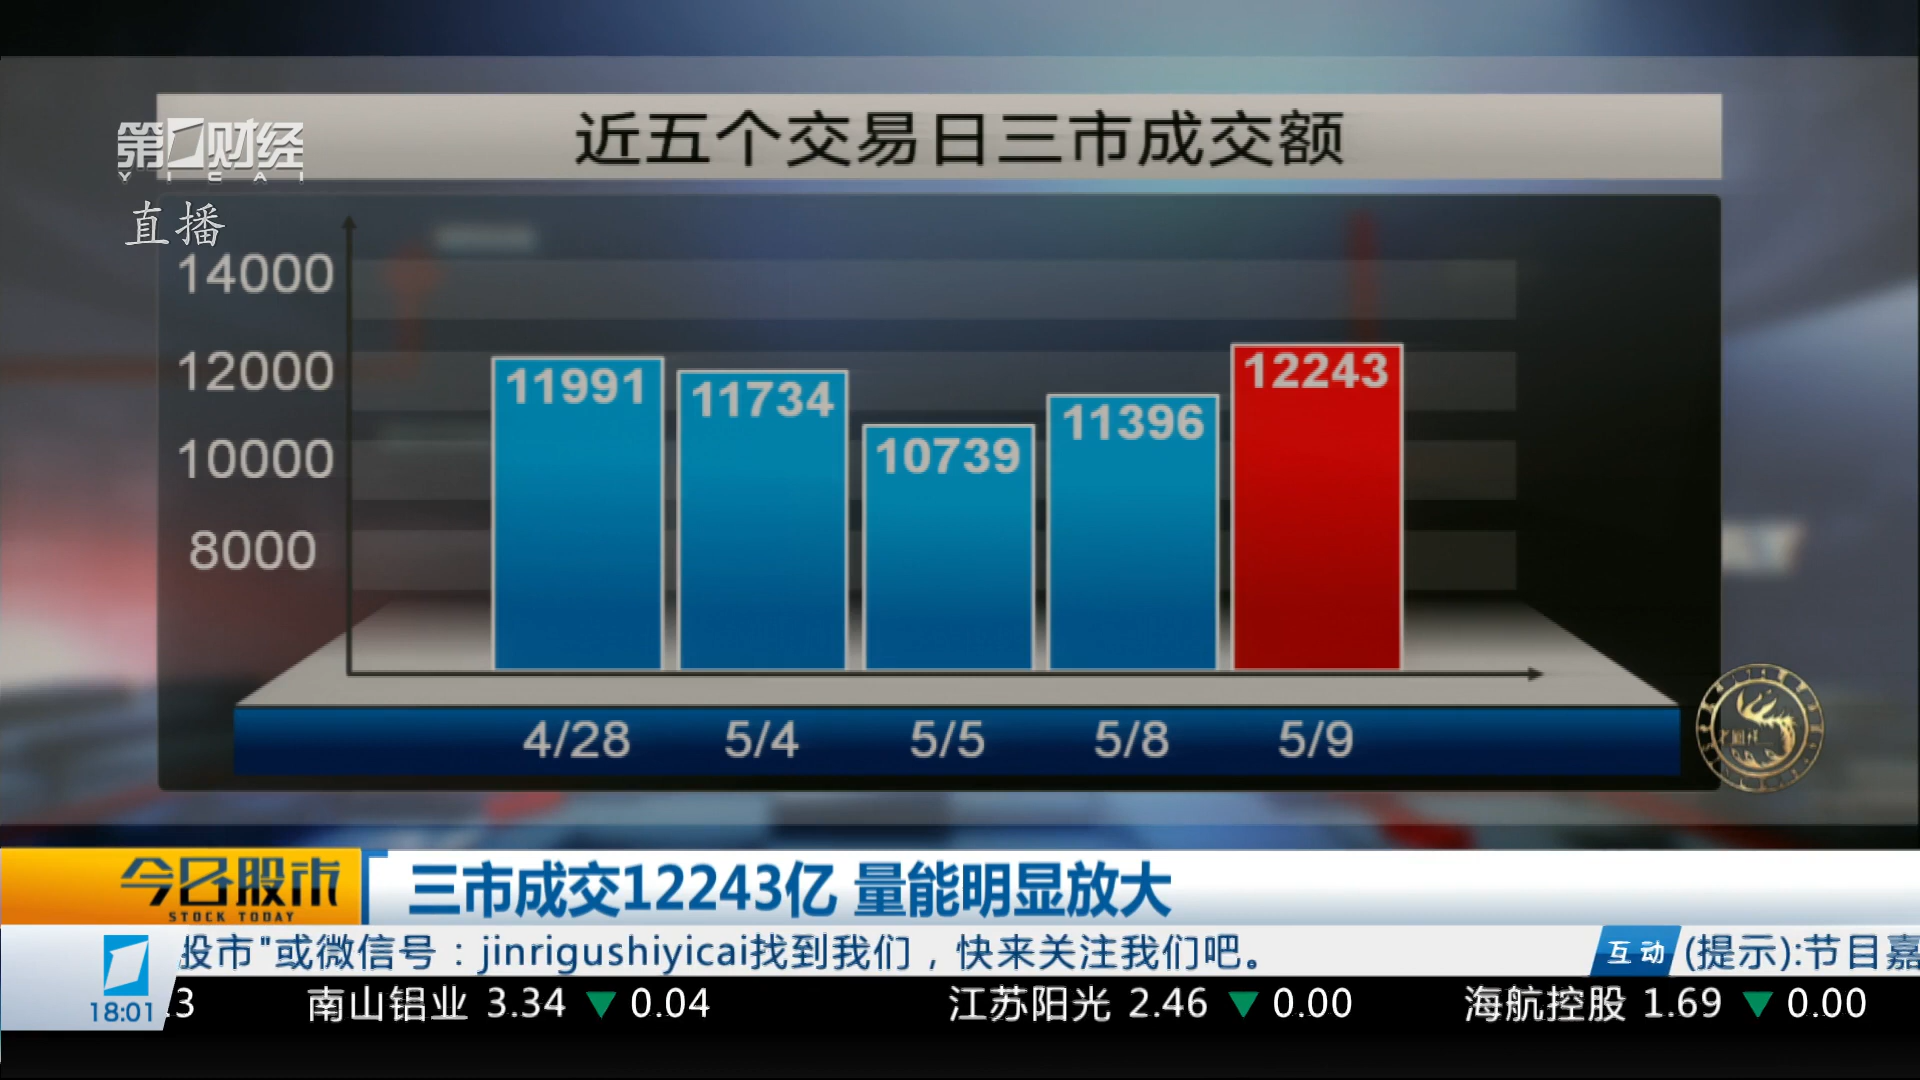 近五个交易日三市成交额
第一财经
YICAI
直播
14000
12000
10000
8000
11991
11734
10739
11396
12243
4/28
5/4
5/5
5/8
5/9
今日股市
STOCK TODAY
三市成交12243亿 量能明显放大
股市"或微信号：jinrigushiyicai找到我们，快来关注我们吧。
互动
(提示):节目嘉
18:01
.3 南山铝业 3.34 ▼ 0.04 江苏阳光 2.46 ▼ 0.00 海航控股 1.69 ▼ 0.00